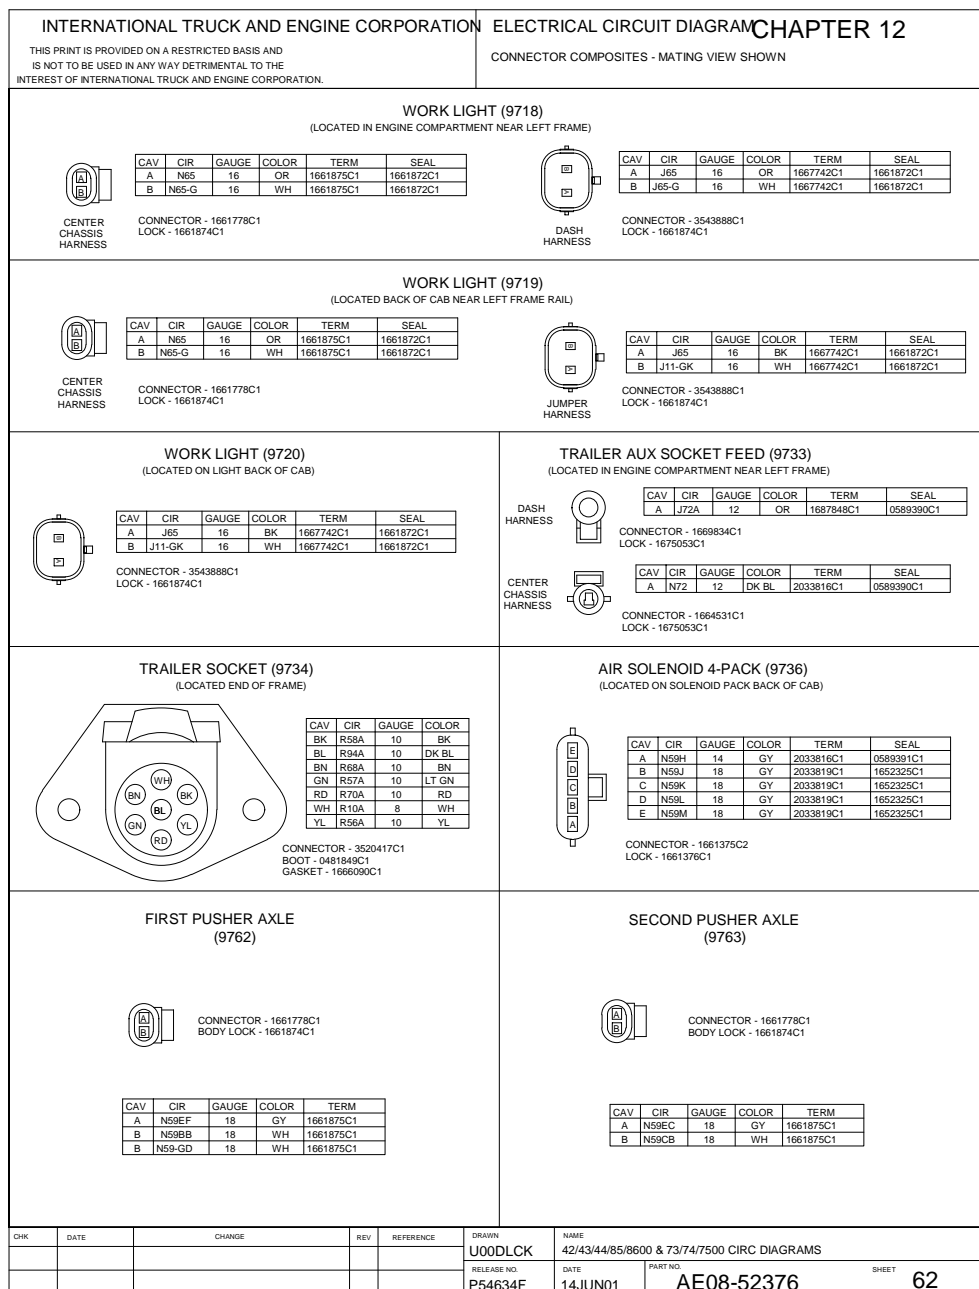 INTERNATIONAL TRUCK AND ENGINE CORPORATION
THIS PRINT IS PROVIDED ON A RESTRICTED BASIS AND
IS NOT TO BE USED IN ANY WAY DETRIMENTAL TO THE
INTEREST OF INTERNATIONAL TRUCK AND ENGINE CORPORATION.
ELECTRICAL CIRCUIT DIAGRAM
CHAPTER 12
CONNECTOR COMPOSITES - MATING VIEW SHOWN
WORK LIGHT (9718)
(LOCATED IN ENGINE COMPARTMENT NEAR LEFT FRAME)
A
B
CENTER
CHASSIS
HARNESS
CAV CIR GAUGE COLOR TERM SEAL
A N65 16 OR 1661875C1 1661872C1
B N65-G 16 WH 1661875C1 1661872C1
CONNECTOR - 1661778C1
LOCK - 1661874C1
B
A
DASH
HARNESS
CAV CIR GAUGE COLOR TERM SEAL
A J65 16 OR 1667742C1 1661872C1
B J65-G 16 WH 1667742C1 1661872C1
CONNECTOR - 3543888C1
LOCK - 1661874C1
WORK LIGHT (9719)
(LOCATED BACK OF CAB NEAR LEFT FRAME RAIL)
A
B
CENTER
CHASSIS
HARNESS
CAV CIR GAUGE COLOR TERM SEAL
A N65 16 OR 1661875C1 1661872C1
B N65-G 16 WH 1661875C1 1661872C1
CONNECTOR - 1661778C1
LOCK - 1661874C1
B
A
JUMPER
HARNESS
CAV CIR GAUGE COLOR TERM SEAL
A J65 16 BK 1667742C1 1661872C1
B J11-GK 16 WH 1667742C1 1661872C1
CONNECTOR - 3543888C1
LOCK - 1661874C1
WORK LIGHT (9720)
(LOCATED ON LIGHT BACK OF CAB)
B
A
CAV CIR GAUGE COLOR TERM SEAL
A J65 16 BK 1667742C1 1661872C1
B J11-GK 16 WH 1667742C1 1661872C1
CONNECTOR - 3543888C1
LOCK - 1661874C1
TRAILER AUX SOCKET FEED (9733)
(LOCATED IN ENGINE COMPARTMENT NEAR LEFT FRAME)
DASH
HARNESS
CAV CIR GAUGE COLOR TERM SEAL
A J72A 12 OR 1687848C1 0589390C1
CONNECTOR - 1669834C1
LOCK - 1675053C1
CENTER
CHASSIS
HARNESS
CAV CIR GAUGE COLOR TERM SEAL
A N72 12 DK BL 2033816C1 0589390C1
CONNECTOR - 1664531C1
LOCK - 1675053C1
TRAILER SOCKET (9734)
(LOCATED END OF FRAME)
WH
BN BK
BL
GN YL
RD
CAV CIR GAUGE COLOR
BK R58A 10 BK
BL R94A 10 DK BL
BN R68A 10 BN
GN R57A 10 LT GN
RD R70A 10 RD
WH R10A 8 WH
YL R56A 10 YL
CONNECTOR - 3520417C1
BOOT - 0481849C1
GASKET - 1666090C1
AIR SOLENOID 4-PACK (9736)
(LOCATED ON SOLENOID PACK BACK OF CAB)
E
D
C
B
A
CAV CIR GAUGE COLOR TERM SEAL
A N59H 14 GY 2033816C1 0589391C1
B N59J 18 GY 2033819C1 1652325C1
C N59K 18 GY 2033819C1 1652325C1
D N59L 18 GY 2033819C1 1652325C1
E N59M 18 GY 2033819C1 1652325C1
CONNECTOR - 1661375C2
LOCK - 1661376C1
FIRST PUSHER AXLE
(9762)
A
B
CONNECTOR - 1661778C1
BODY LOCK - 1661874C1
CAV CIR GAUGE COLOR TERM
A N59EF 18 GY 1661875C1
B N59BB 18 WH 1661875C1
B N59-GD 18 WH 1661875C1
SECOND PUSHER AXLE
(9763)
A
B
CONNECTOR - 1661778C1
BODY LOCK - 1661874C1
CAV CIR GAUGE COLOR TERM
A N59EC 18 GY 1661875C1
B N59CB 18 WH 1661875C1
CHK DATE CHANGE REV REFERENCE
DRAWN
U00DLCK
NAME
42/43/44/85/8600 & 73/74/7500 CIRC DIAGRAMS
RELEASE NO.
P54634F
DATE
14JUN01
PART NO.
AE08-52376
SHEET 62